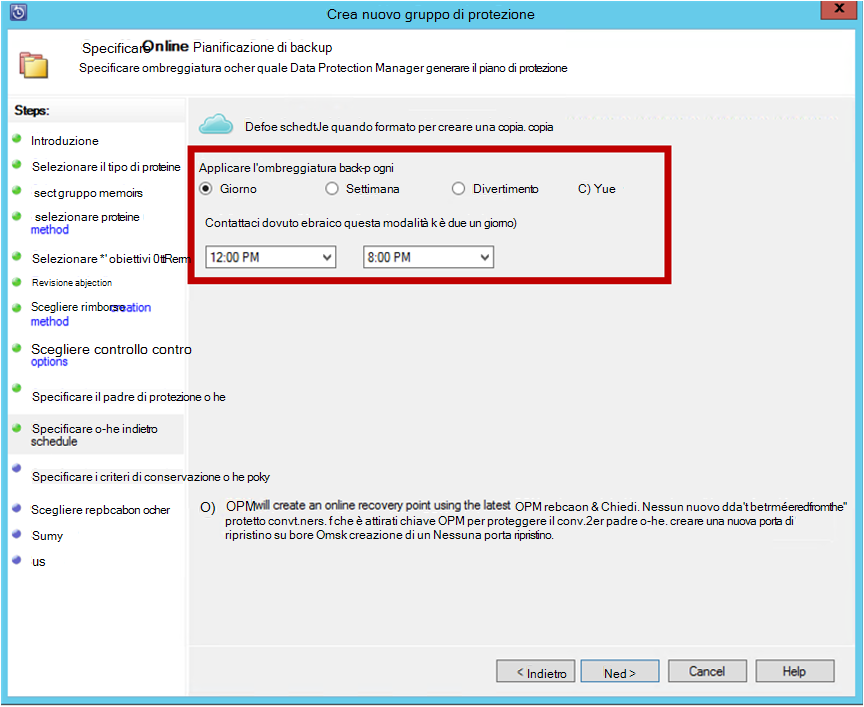 Crea nuovo gruppo di protezione
x
Specificare Online Pianificazione di backup
Specificare ombreggiatura ocher quale Data Protection Manager generare il piano di protezione
Steps:
Introduzione
Selezionare il tipo di proteine
sect gruppo memoirs
selezionare proteine
method
Selezionare *' obiettivi
Revisione abjection
Scegliere
method
Scegliere controllo contro
options
Specificare il padre di protezione o he
Specificare o-he indietro
schedule
Specificare i criteri di conservazione o he poky
Scegliere repbcabon ocher
Sumy
us
Defoe schedtJe quando formato per creare una copia. copia
Applicare l'ombreggiatura back-p ogni
Giorno
Settimana
Divertimento
C) Yue
Contattaci dovuto ebraico questa modalità k è due un giorno)
12:00 PM
8:00 PM
O) OPM will create an online recovery point using the latest OPM rebcaon & Chiedi. Nessun nuovo
protetto convt.ners. f che è attirati chiave OPM per proteggere il conv.2er padre o-he. creare una nuova porta di
ripristino su bore Omsk creazione di un Nessuna porta ripristino.
< Indietro
Ned >
Cancel
Help